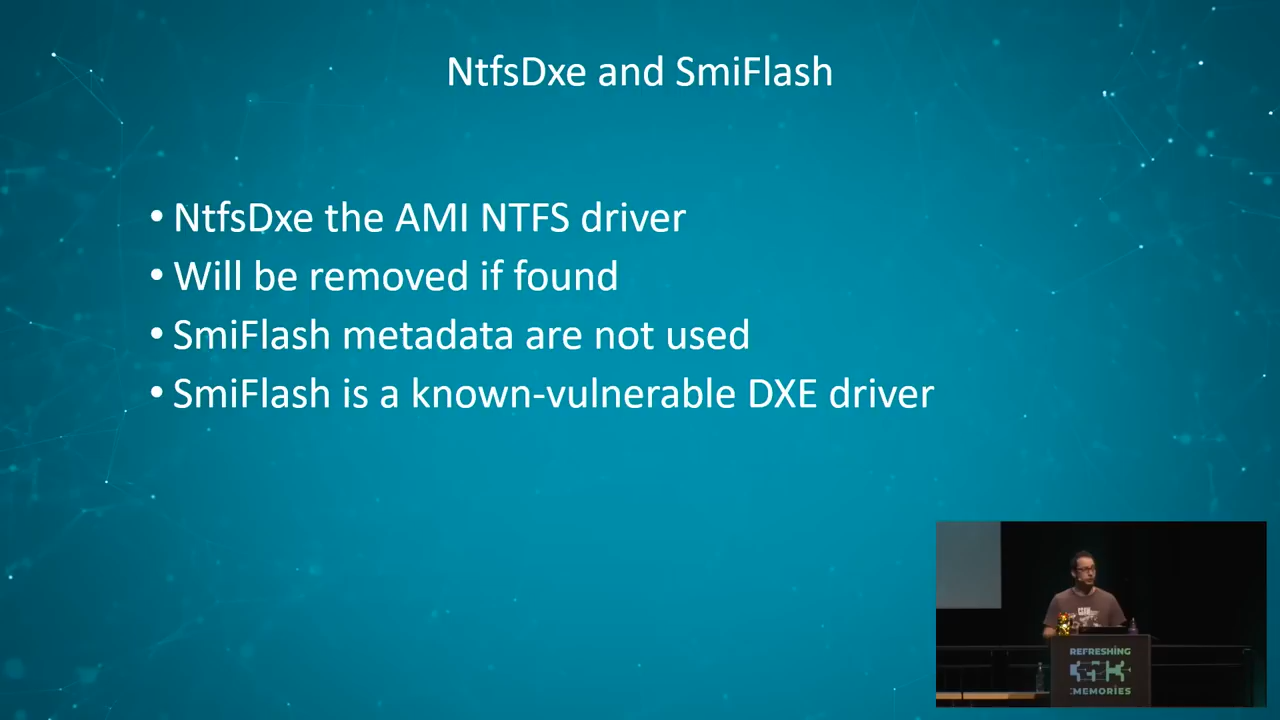 NtfsDxe and SmiFlash
• NtfsDxe the AMI NTFS driver
• Will be removed if found
• SmiFlash metadata are not used
• SmiFlash is a known-vulnerable DXE driver
REFRESHING
:MEMORIES